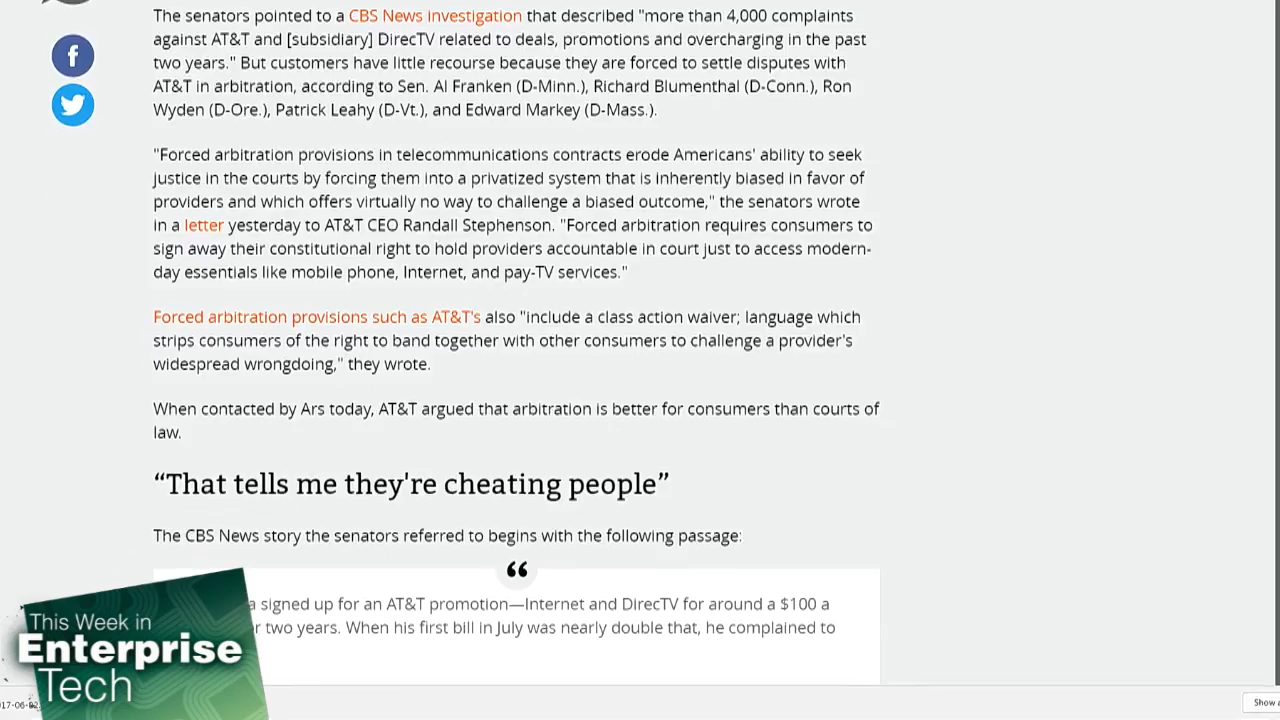 The senators pointed to a CBS News investigation that described "more than 4,000 complaints
against AT&T and [subsidiary] DirecTV related to deals, promotions and overcharging in the past
two years." But customers have little recourse because they are forced to settle disputes with
AT&T in arbitration, according to Sen. Al Franken (D-Minn.), Richard Blumenthal (D-Conn.), Ron
Wyden (D-Ore.), Patrick Leahy (D-Vt.), and Edward Markey (D-Mass.).
"Forced arbitration provisions in telecommunications contracts erode Americans' ability to seek
justice in the courts by forcing them into a privatized system that is inherently biased in favor of
providers and which offers virtually no way to challenge a biased outcome," the senators wrote
in a letter yesterday to AT&T CEO Randall Stephenson. "Forced arbitration requires consumers to
sign away their constitutional right to hold providers accountable in court just to access modern-
day essentials like mobile phone, Internet, and pay-TV services."
Forced arbitration provisions such as AT&T's also "include a class action waiver; language which
strips consumers of the right to band together with other consumers to challenge a provider's
widespread wrongdoing," they wrote.
When contacted by Ars today, AT&T argued that arbitration is better for consumers than courts of
law.
“That tells me they're cheating people”
The CBS News story the senators referred to begins with the following passage:
“
a signed up for an AT&T promotion—Internet and DirecTV for around a $100 a
r two years. When his first bill in July was nearly double that, he complained to
This Week in
Enterprise
Tech
Show